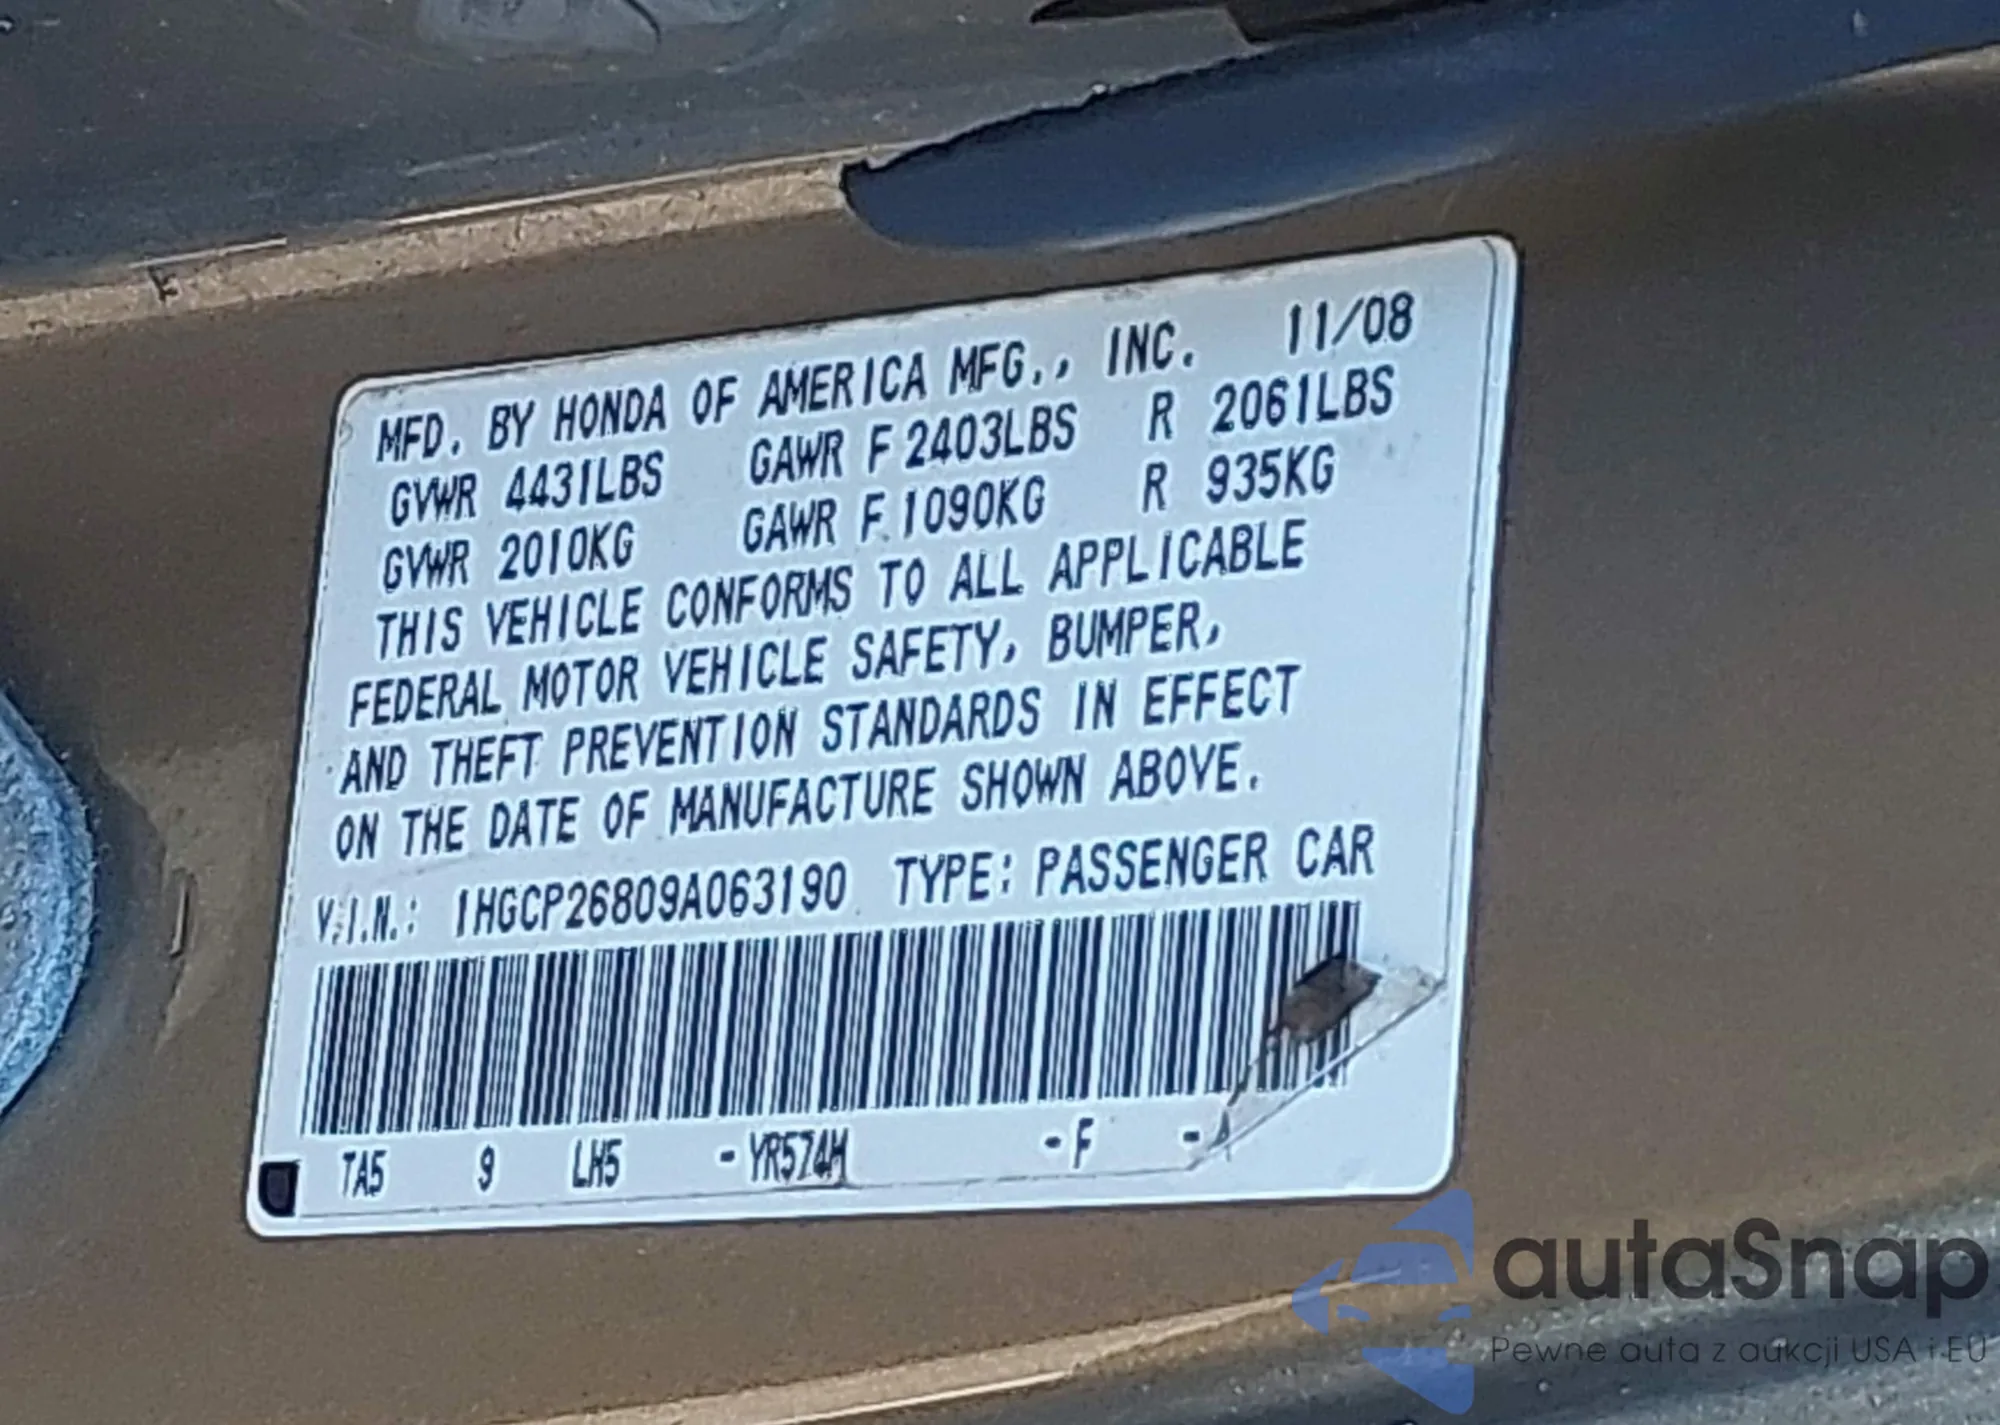 MFD. BY HONDA OF AMERICA MFG., INC. 11/08
GVWR 4431LBS GAWR F 2403LBS R 2061LBS
GVWR 2010KG GAWR F 1090KG R 935KG
THIS VEHICLE CONFORMS TO ALL APPLICABLE
FEDERAL MOTOR VEHICLE SAFETY, BUMPER,
AND THEFT PREVENTION STANDARDS IN EFFECT
ON THE DATE OF MANUFACTURE SHOWN ABOVE.
V.I.N.: 1HGCP26809A063190 TYPE: PASSENGER CAR
TA5 9 LH5 -YR574M -F -
autaSnap
Pewne auta z aukcji USA i EU